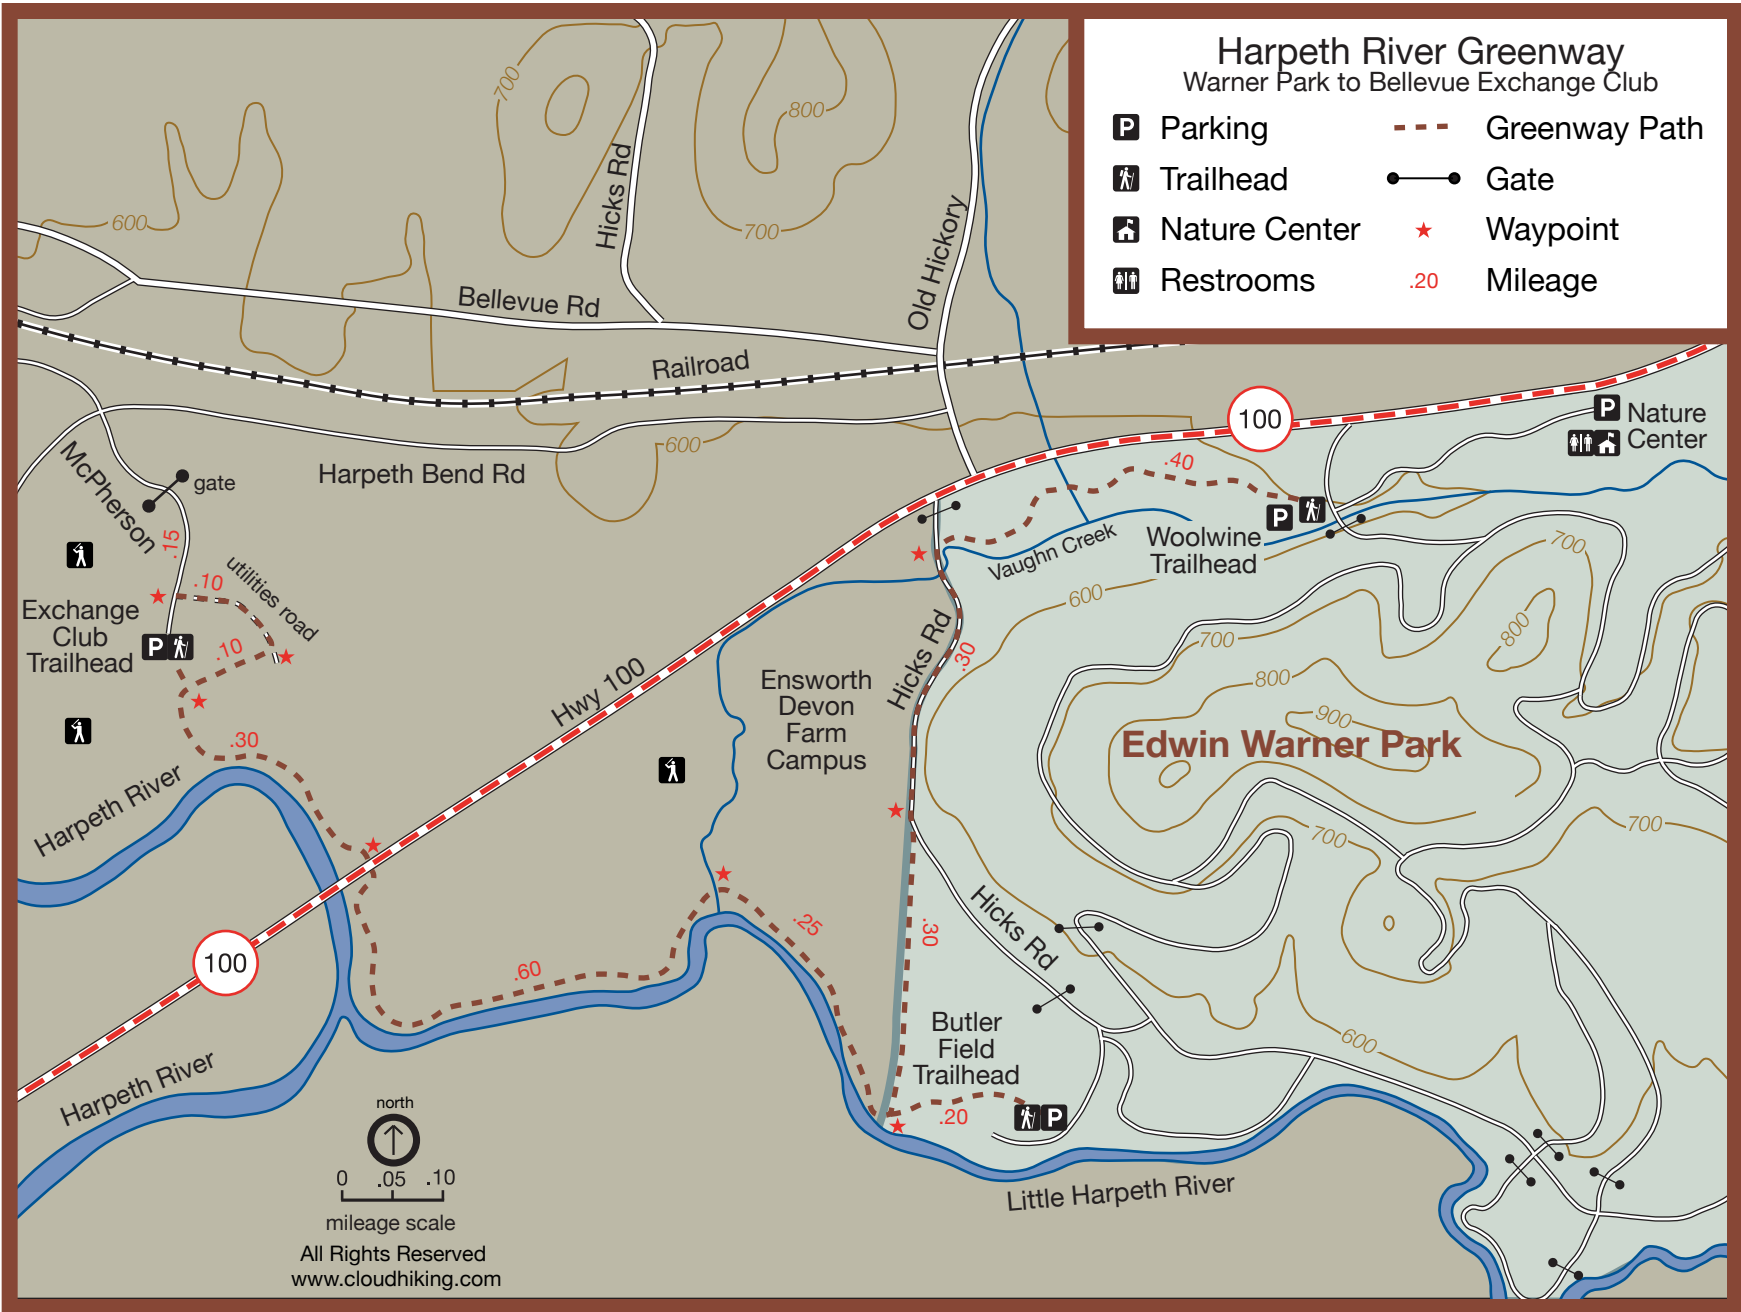 Harpeth River Greenway
Warner Park to Bellevue Exchange Club
P Parking
Greenway Path
Trailhead
Gate
Nature Center
Waypoint
Restrooms
.20 Mileage
700
800
600
700
Hicks Rd
Old Hickory
Bellevue Rd
Railroad
100
P Nature
Center
600
Harpeth Bend Rd
McPherson
gate
.15
.40
P
Woolwine
Trailhead
Vaughn Creek
700
600
800
700
.10
utilities road
Exchange
Club
Trailhead
P
.10
Hicks Rd
.30
Hwy 100
Ensworth
Devon
Farm
Campus
800
900
Edwin Warner Park
.30
Harpeth River
700
700
.25
.30
Hicks Rd
100
.60
Butler
Field
Trailhead
600
P
.20
Harpeth River
Little Harpeth River
north
0 .05 .10
mileage scale
All Rights Reserved
www.cloudhiking.com